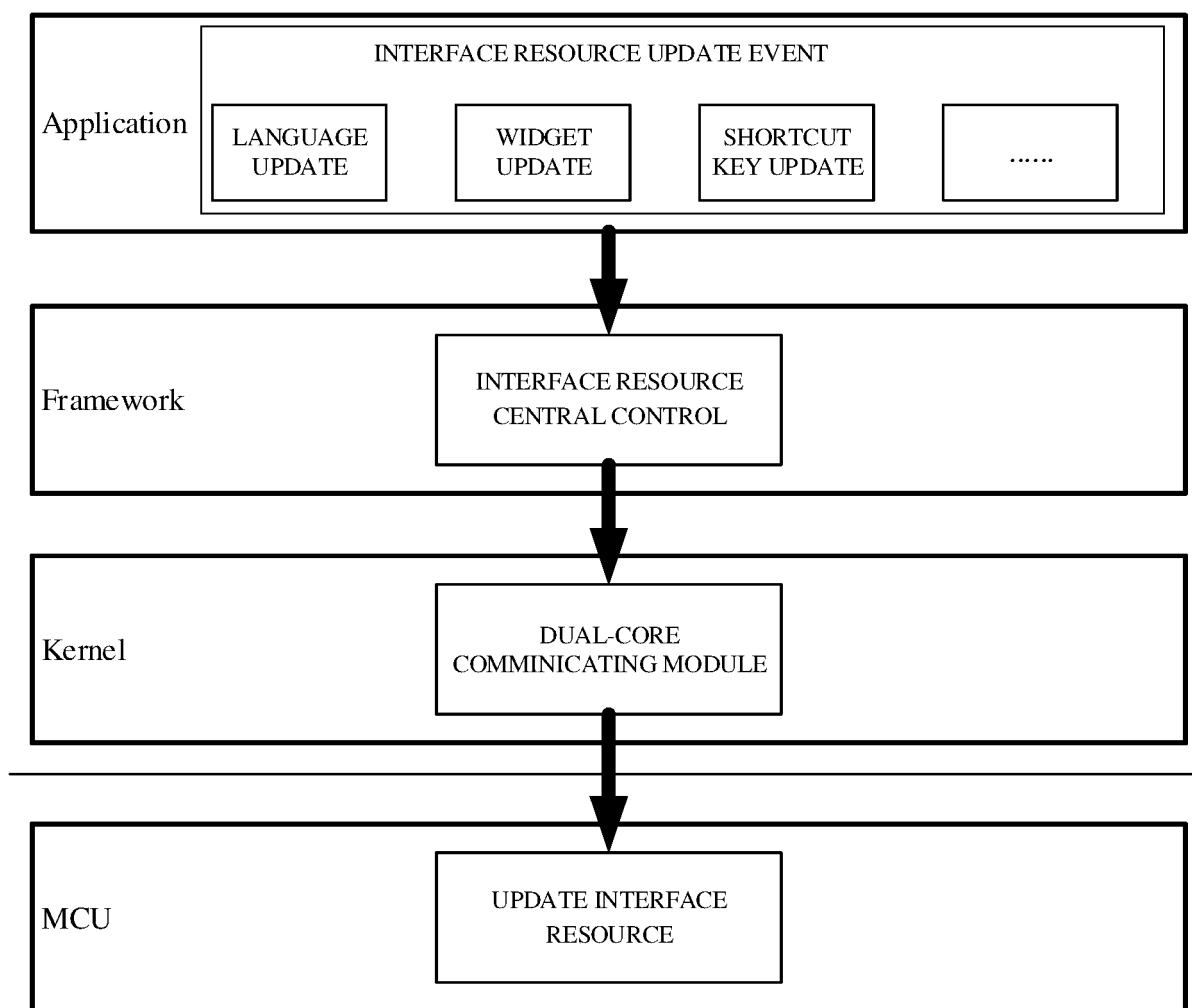 INTERFACE RESOURCE UPDATE EVENT
Application
LANGUAGE
UPDATE
WIDGET
UPDATE
SHORTCUT
KEY UPDATE
......
Framework
INTERFACE RESOURCE
CENTRAL CONTROL
Kernel
DUAL-CORE
COMMINICATING MODULE
MCU
UPDATE INTERFACE
RESOURCE